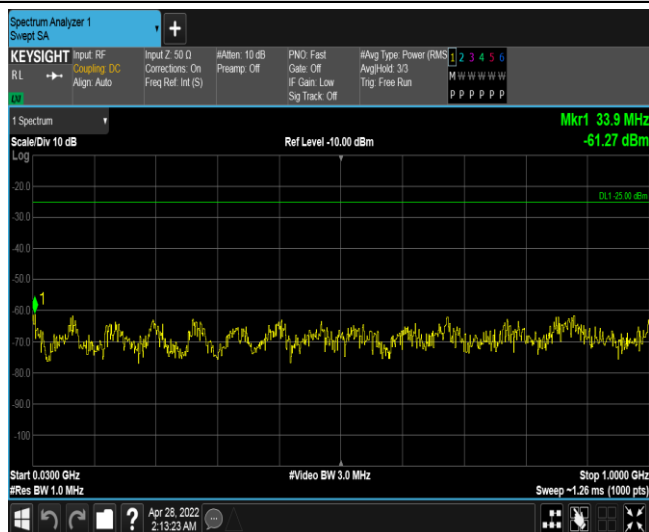 Spectrum Analyzer 1
Swept SA
+
KEYSIGHT
RL
Input: RF
Coupling: DC
Align: Auto
Input Z: 50 Ω
Corrections: On
Freq Ref: Int (S)
#Atten: 10 dB
Preamp: Off
PNO: Fast
Gate: Off
IF Gain: Low
Sig Track: Off
#Avg Type: Power (RMS
Avg|Hold: 3/3
Trig: Free Run
1 2 3 4 5 6
M W W W W W
P P P P P P
1 Spectrum
Scale/Div 10 dB
Ref Level -10.00 dBm
Mkr1 33.9 MHz
-61.27 dBm
Log
DL1 -25.00 dBm
-20.0
-30.0
-40.0
-50.0
1
-60.0
-70.0
-80.0
-90.0
-100
Start 0.0300 GHz
#Res BW 1.0 MHz
#Video BW 3.0 MHz
Stop 1.0000 GHz
Sweep ~1.26 ms (1000 pts)
?
Apr 28, 2022
2:13:23 AM